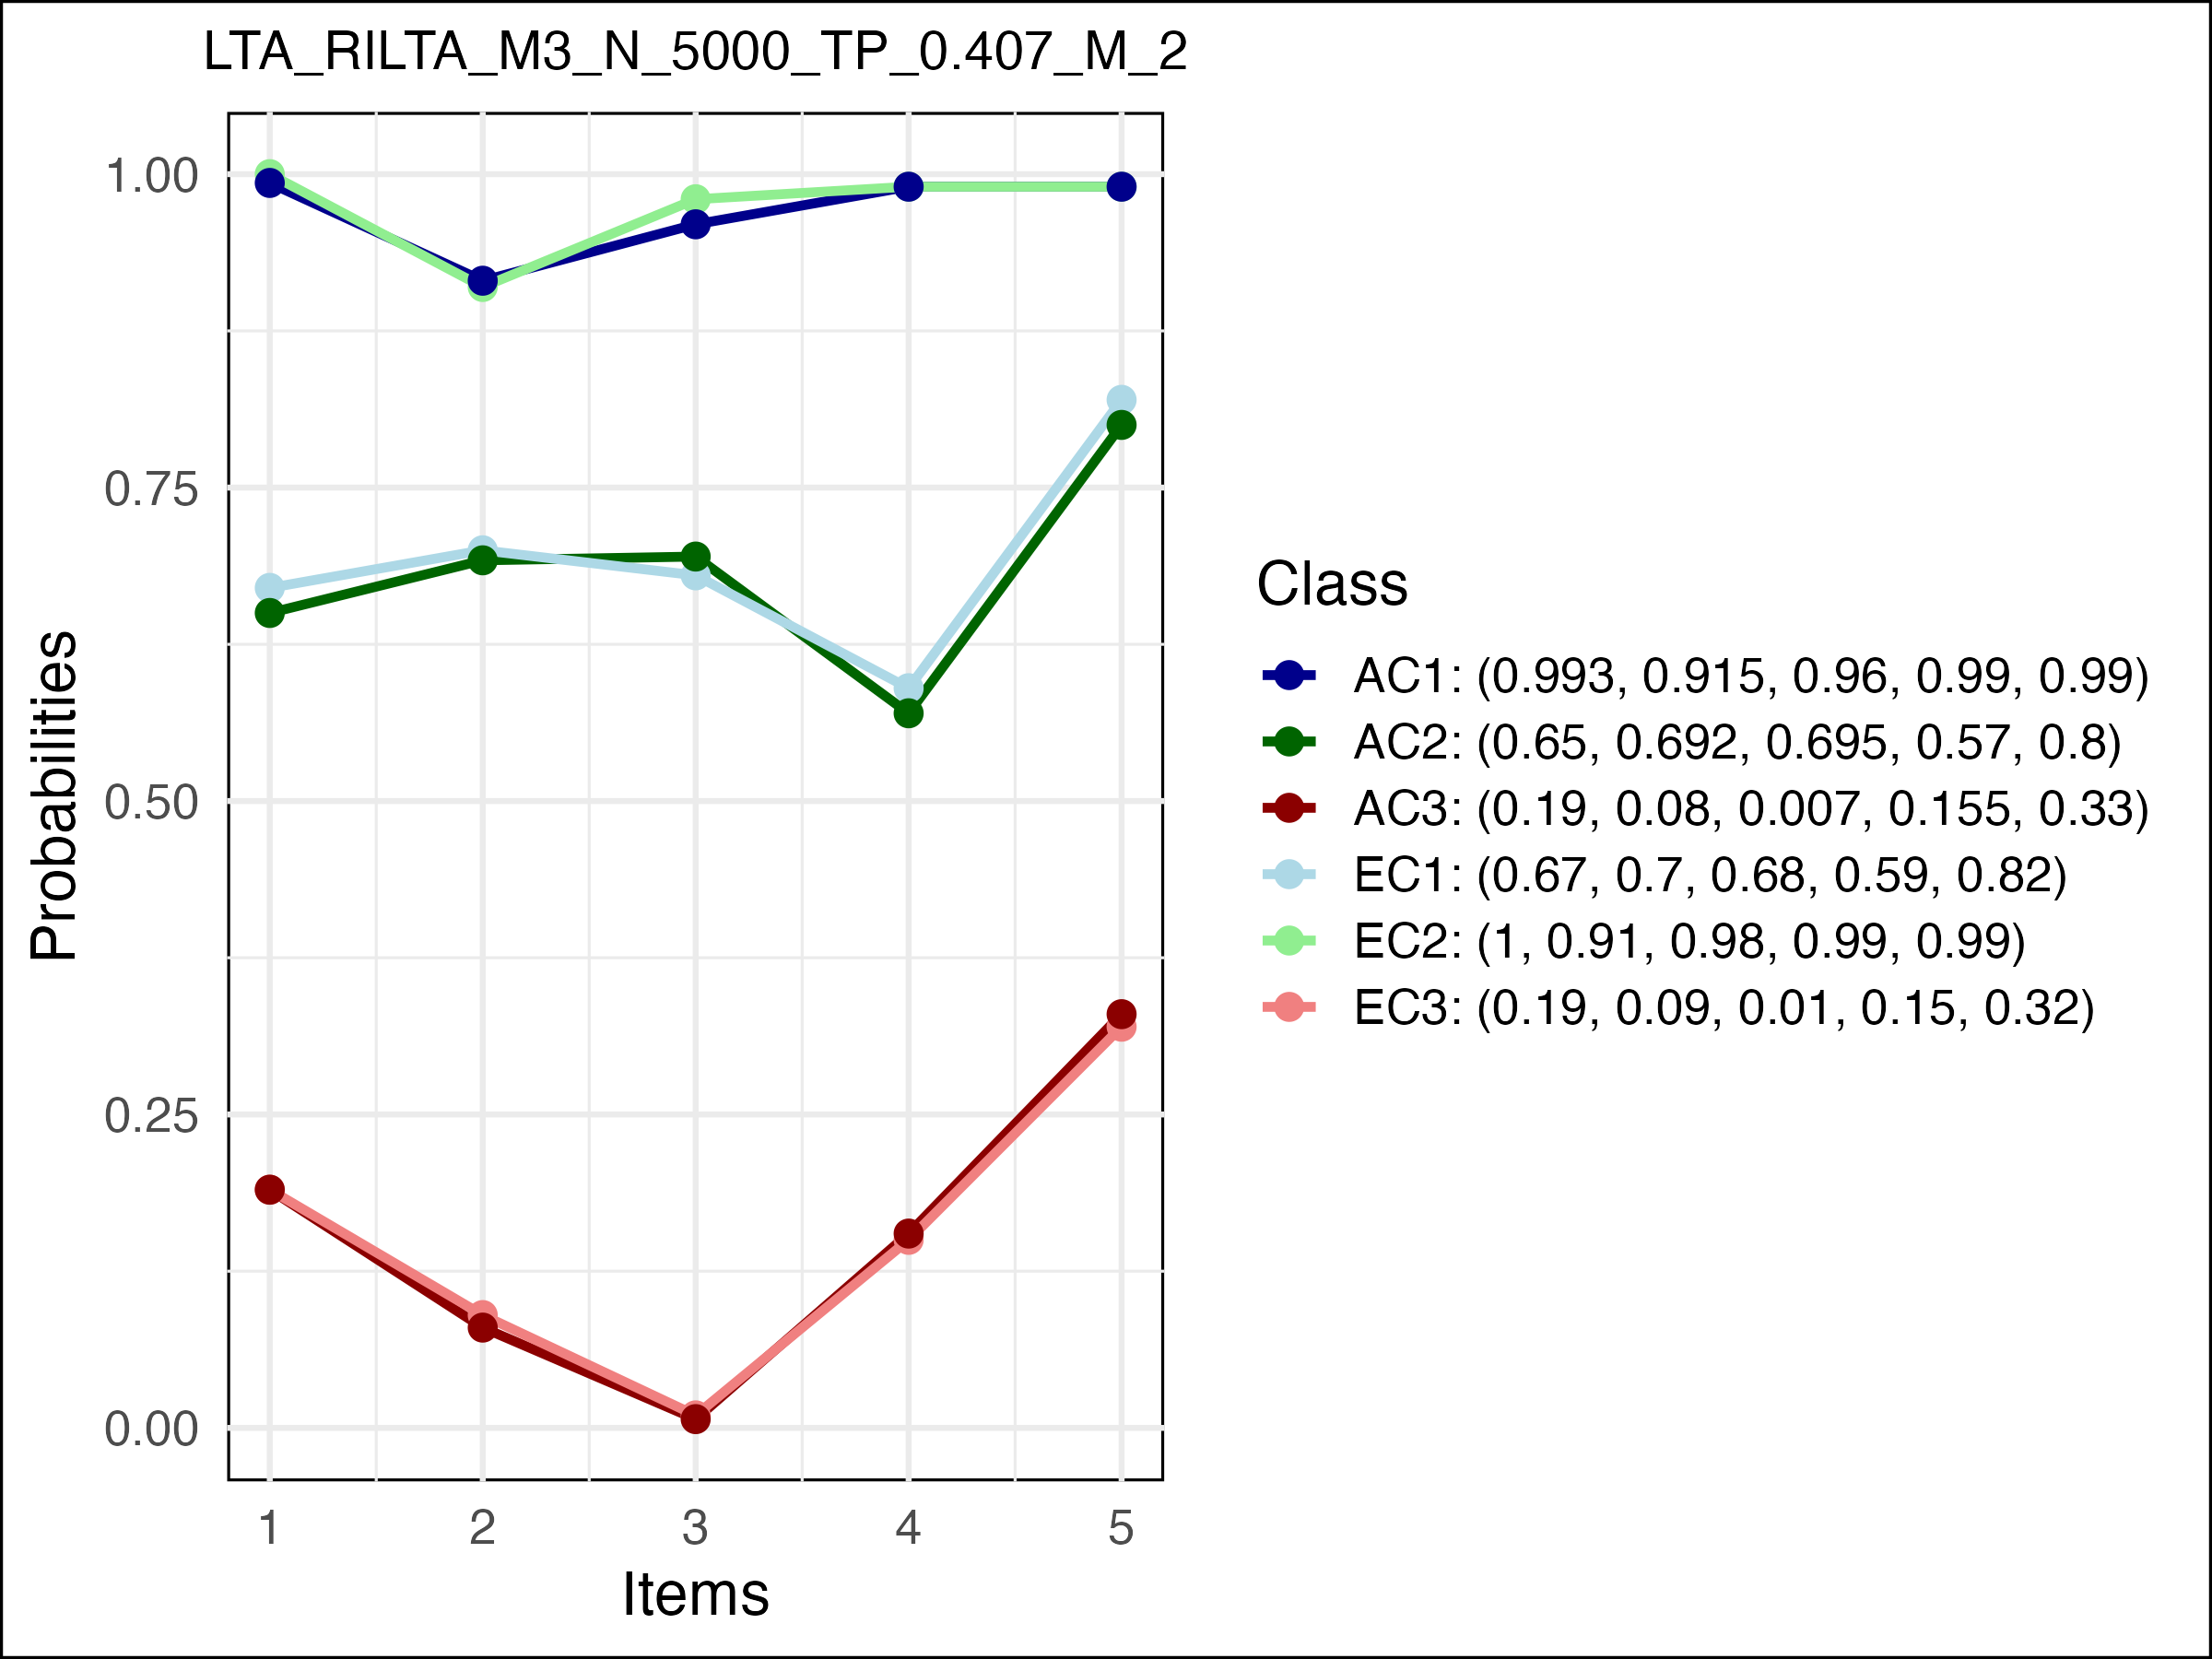 LTA_RILTA_M3_N_5000_TP_0.407_M_2
1.00
0.75
0.50
0.25
0.00
Probabilities
1 2 3 4 5
Items
Class
AC1: (0.993, 0.915, 0.96, 0.99, 0.99)
AC2: (0.65, 0.692, 0.695, 0.57, 0.8)
AC3: (0.19, 0.08, 0.007, 0.155, 0.33)
EC1: (0.67, 0.7, 0.68, 0.59, 0.82)
EC2: (1, 0.91, 0.98, 0.99, 0.99)
EC3: (0.19, 0.09, 0.01, 0.15, 0.32)